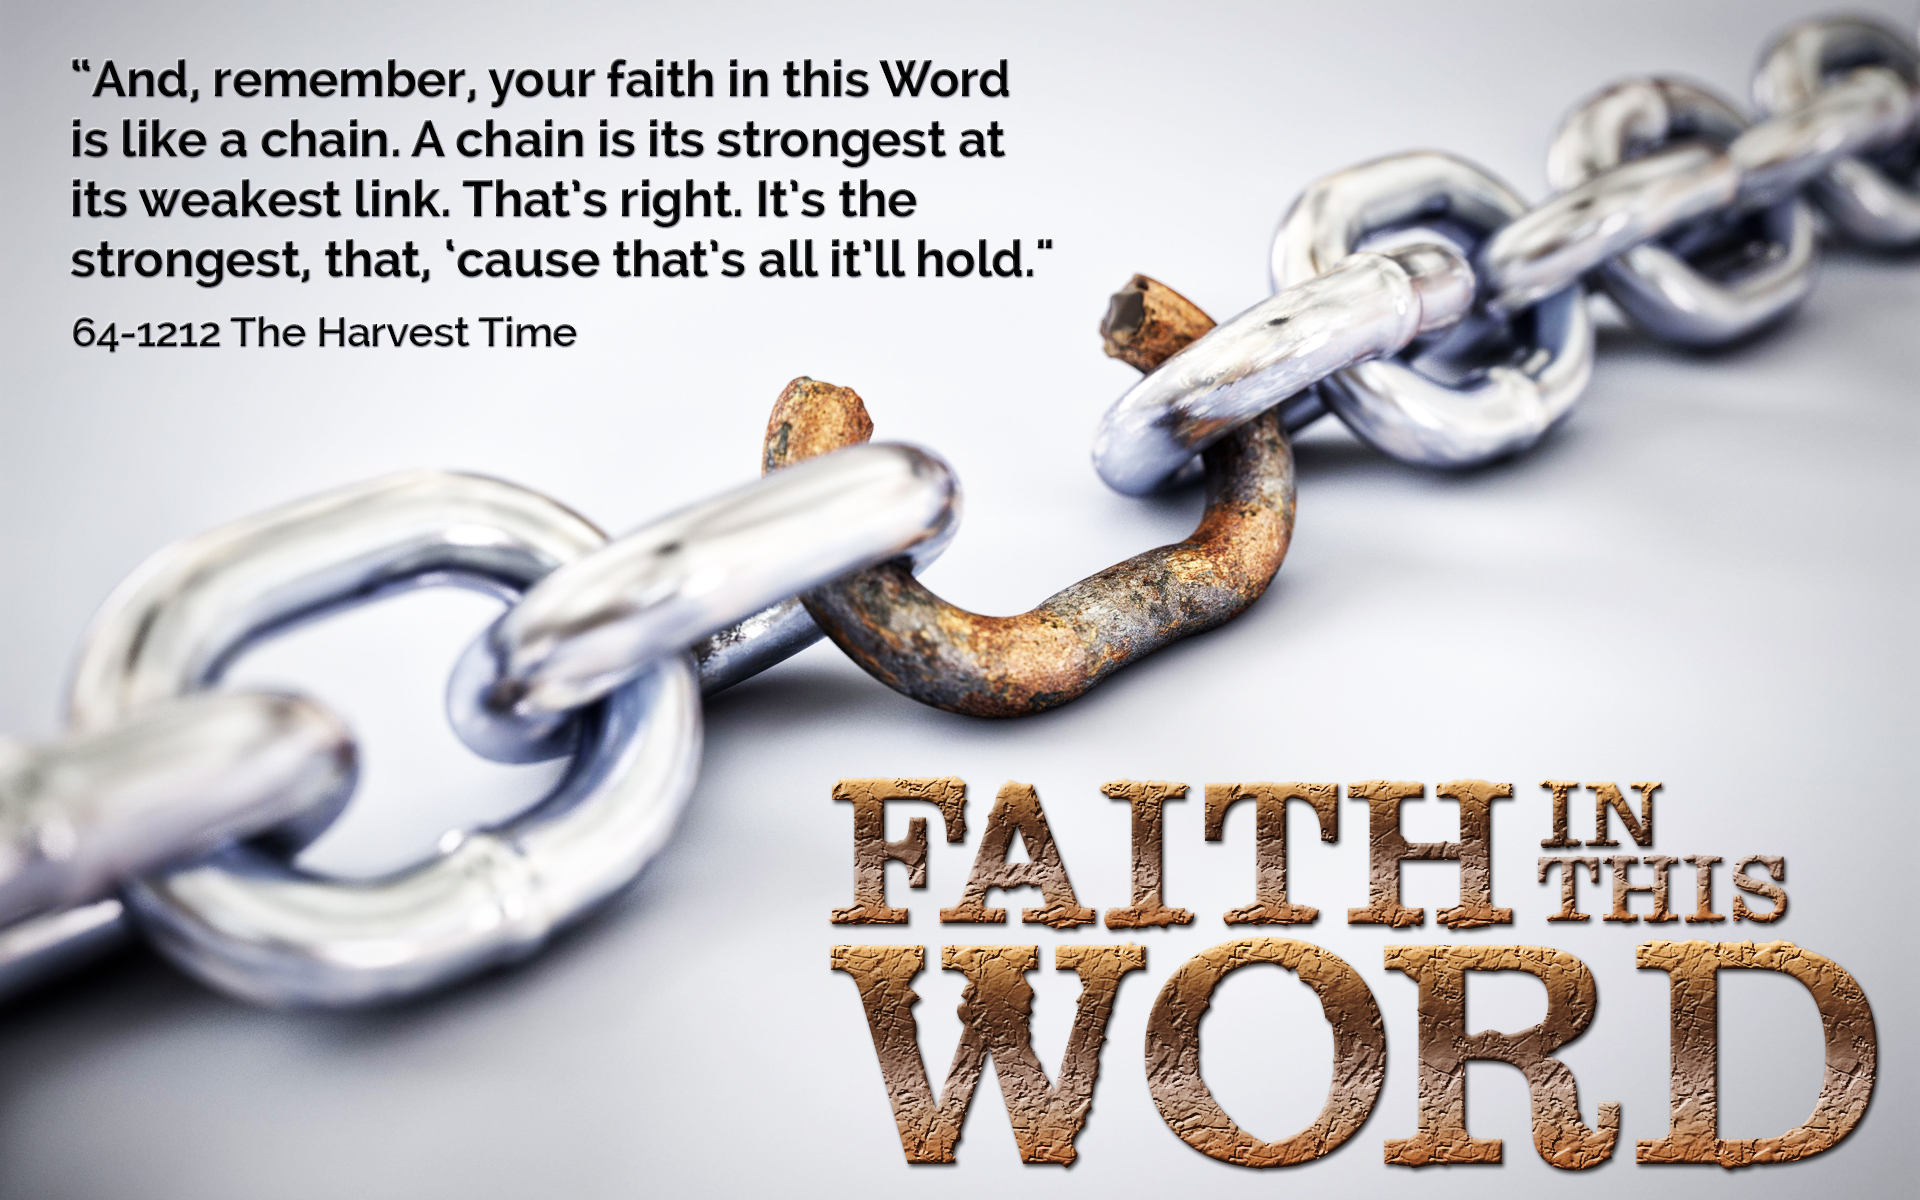 “And, remember, your faith in this Word
is like a chain. A chain is its strongest at
its weakest link. That’s right. It’s the
strongest, that, ‘cause that’s all it’ll hold.“
64-1212 The Harvest Time
FAITH IN
THIS
WORD